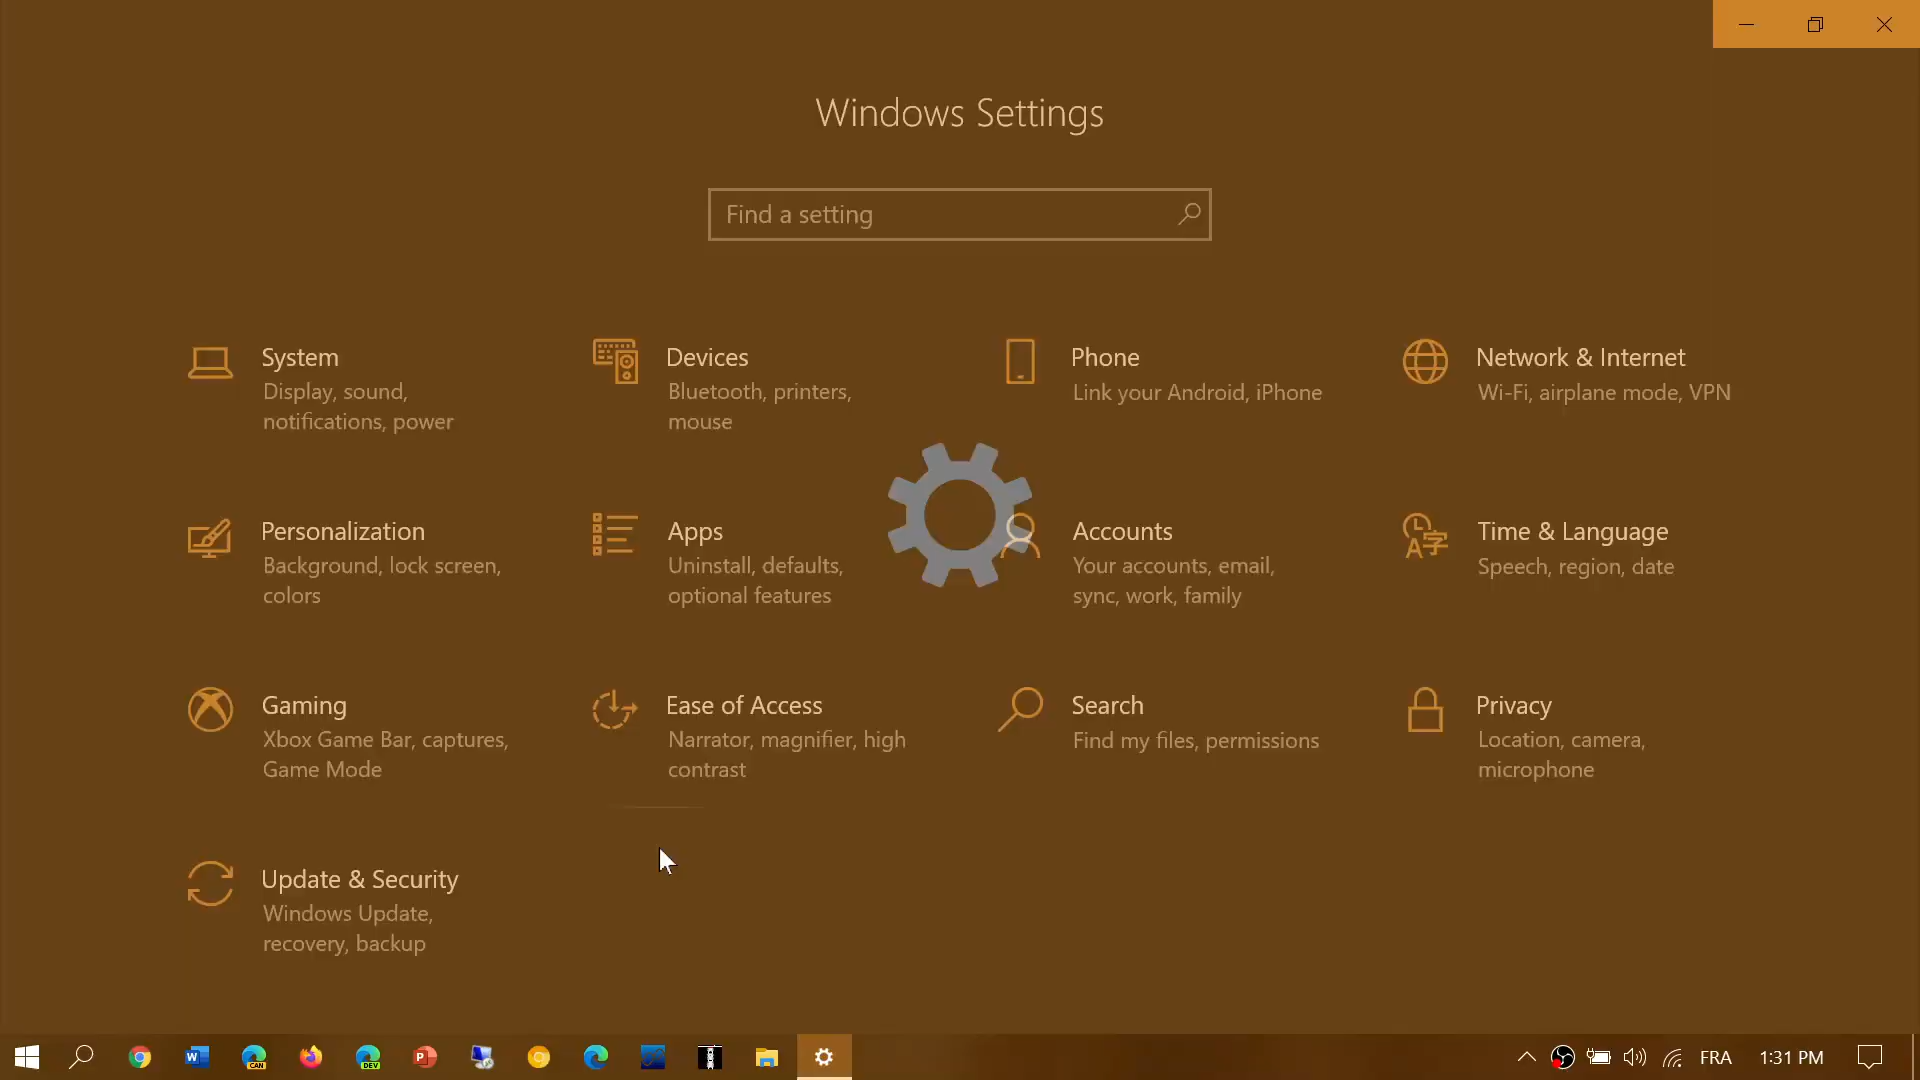 Windows Settings
Find a setting
System
Display, sound,
notifications, power
Devices
Bluetooth, printers,
mouse
Phone
Link your Android, iPhone
Network & Internet
Wi-Fi, airplane mode, VPN
Personalization
Background, lock screen,
colors
Apps
Uninstall, defaults,
optional features
Accounts
Your accounts, email,
sync, work, family
Time & Language
Speech, region, date
Gaming
Xbox Game Bar, captures,
Game Mode
Ease of Access
Narrator, magnifier, high
contrast
Search
Find my files, permissions
Privacy
Location, camera,
microphone
Update & Security
Windows Update,
recovery, backup
CAN
DEV
FRA
1:31 PM